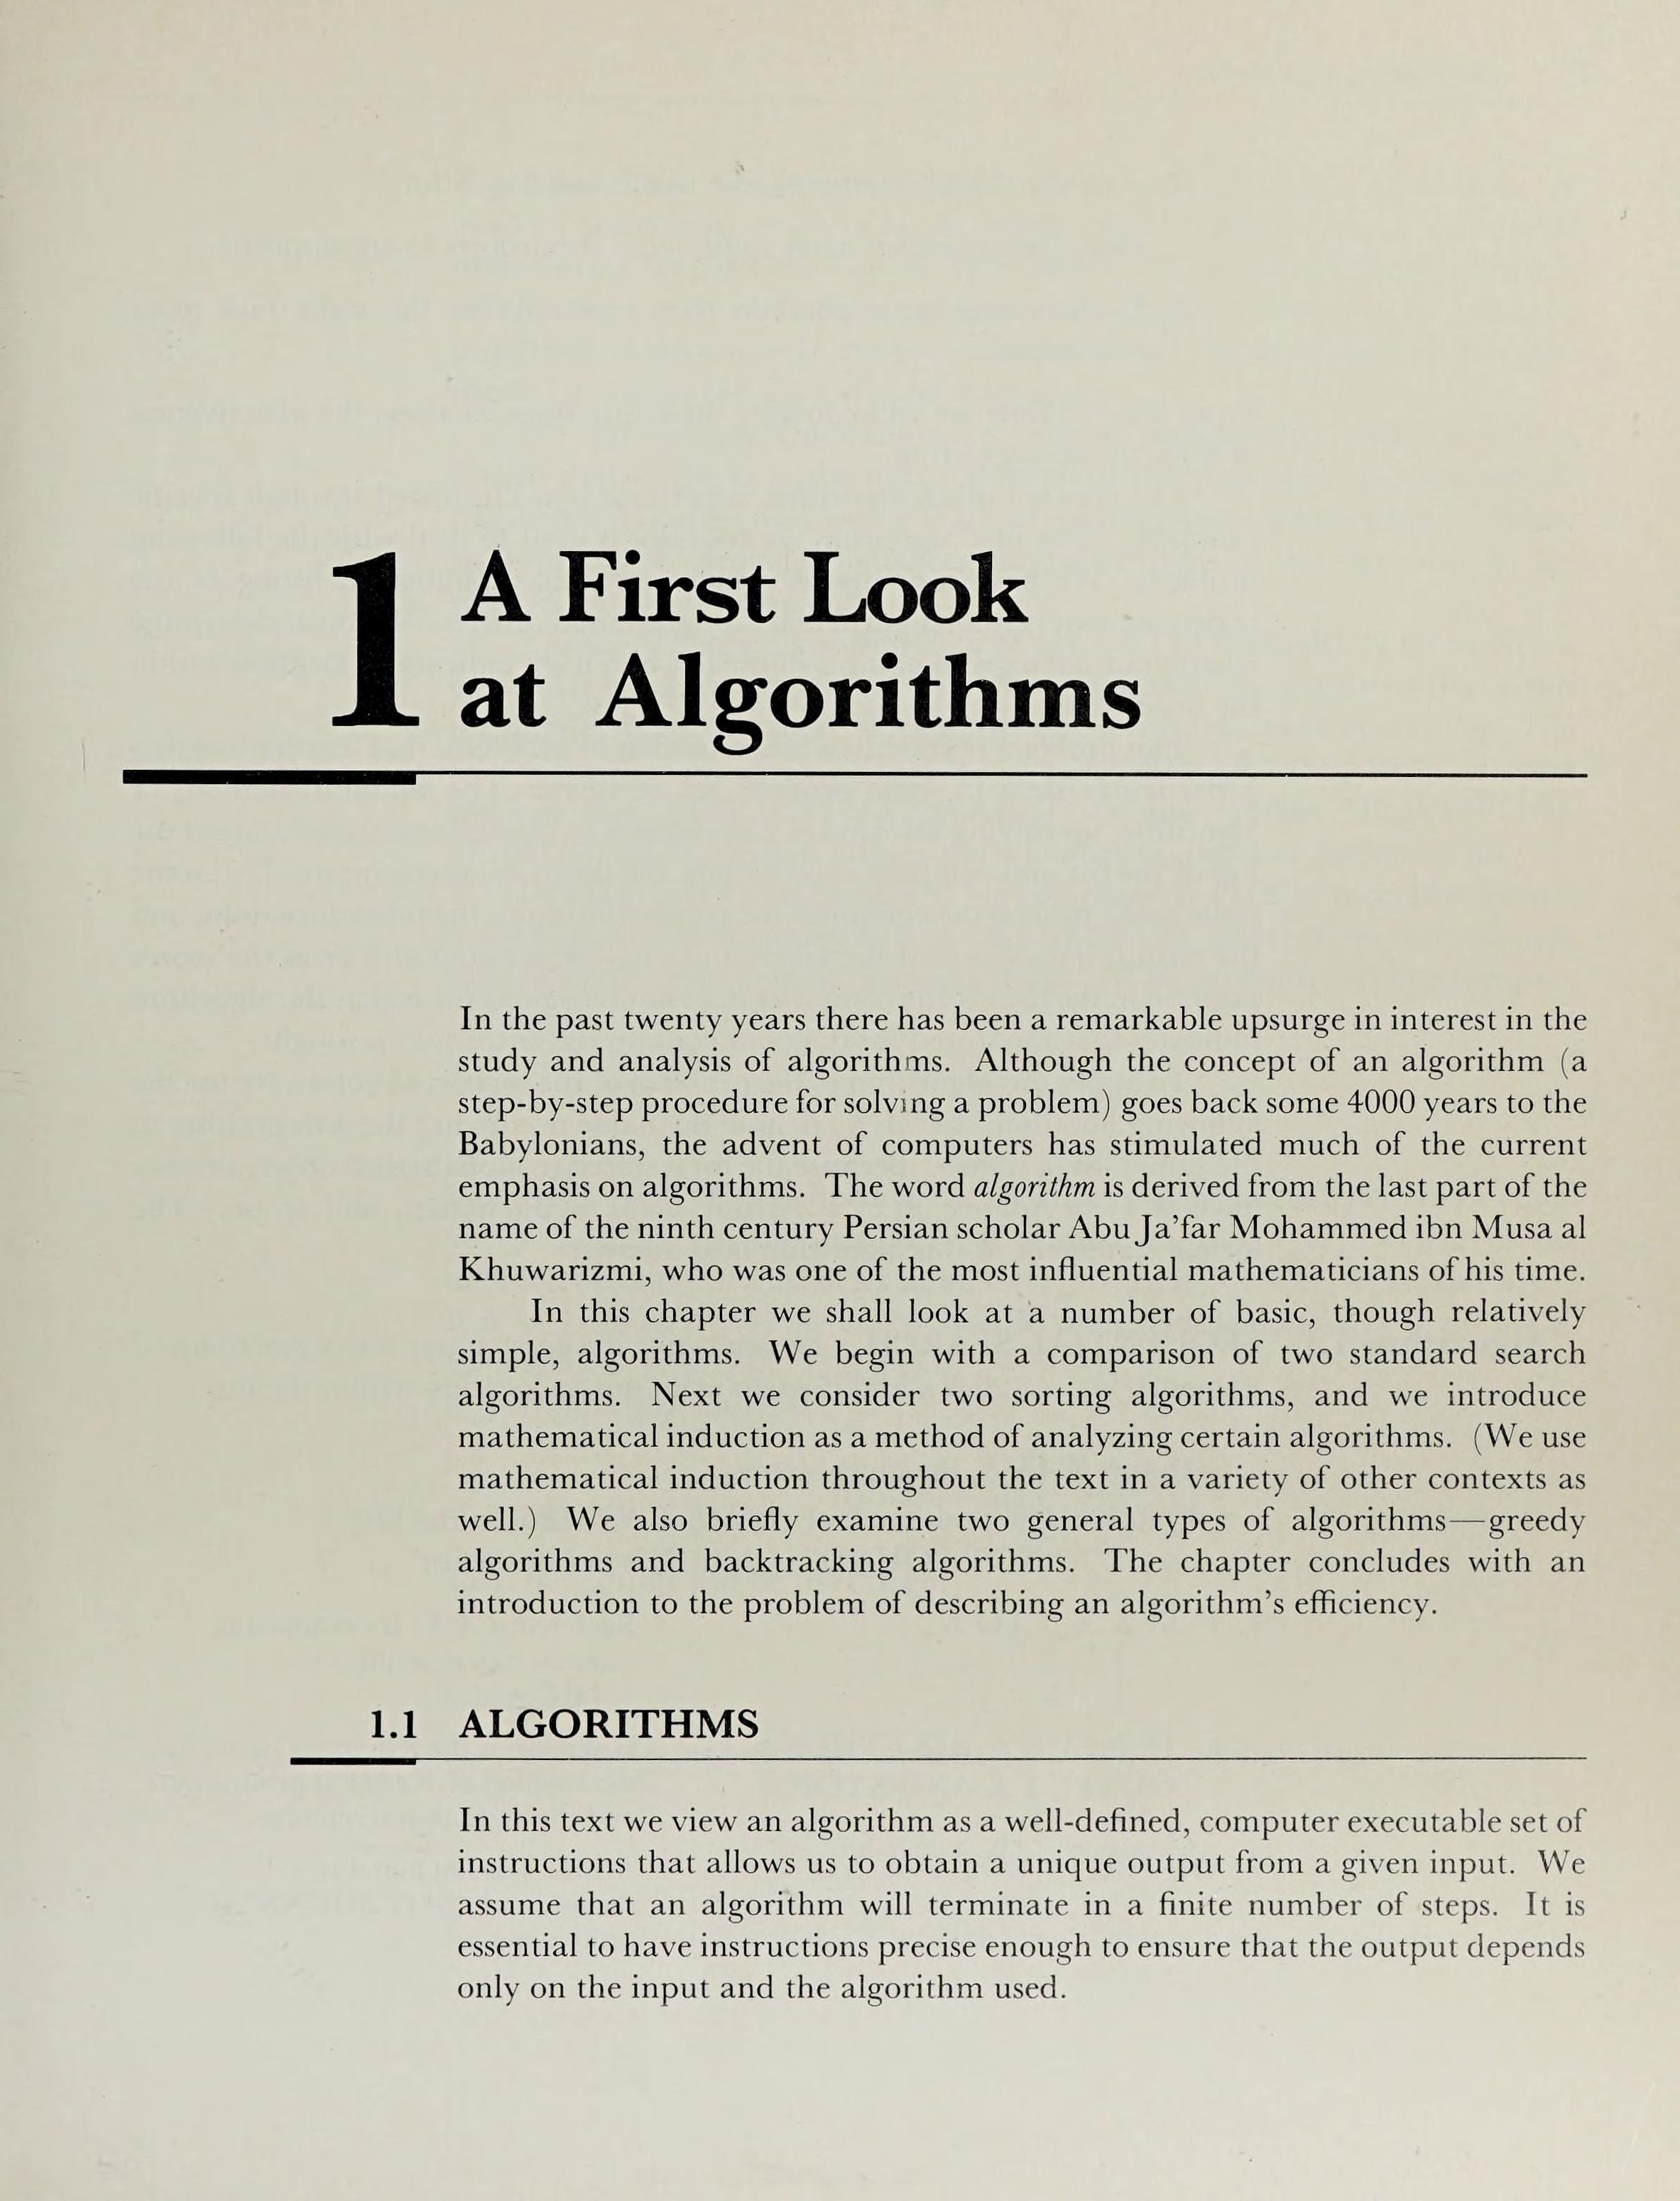 1 A First Look
at Algorithms
In the past twenty years there has been a remarkable upsurge in interest in the
study and analysis of algorithms. Although the concept of an algorithm (a
step-by-step procedure for solving a problem) goes back some 4000 years to the
Babylonians, the advent of computers has stimulated much of the current
emphasis on algorithms. The word algorithm is derived from the last part of the
name of the ninth century Persian scholar Abu Ja’far Mohammed ibn Musa al
Khuwarizmi, who was one of the most influential mathematicians of his time.
In this chapter we shall look at a number of basic, though relatively
simple, algorithms. We begin with a comparison of two standard search
algorithms. Next we consider two sorting algorithms, and we introduce
mathematical induction as a method of analyzing certain algorithms. (We use
mathematical induction throughout the text in a variety of other contexts as
well.) We also briefly examine two general types of algorithms—greedy
algorithms and backtracking algorithms. The chapter concludes with an
introduction to the problem of describing an algorithm’s efficiency.
1.1 ALGORITHMS
In this text we view an algorithm as a well-defined, computer executable set of
instructions that allows us to obtain a unique output from a given input. We
assume that an algorithm will terminate in a finite number of steps. It is
essential to have instructions precise enough to ensure that the output depends
only on the input and the algorithm used.